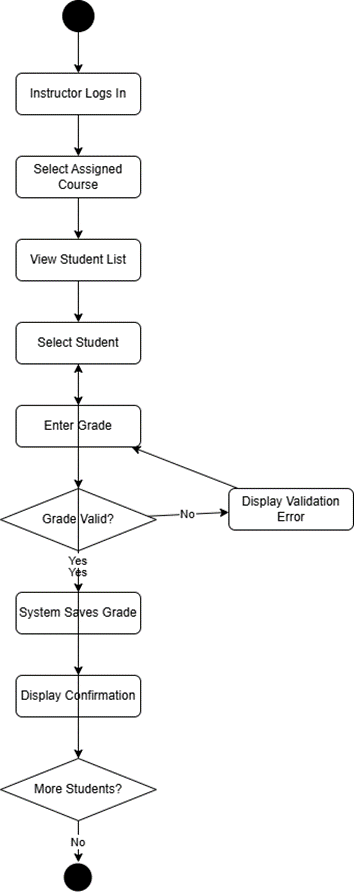 Instructor Logs In
Select Assigned
Course
View Student List
Select Student
Enter Grade
Grade Valid?
No
Display Validation
Error
Yes
Yes
System Saves Grade
Display Confirmation
More Students?
No